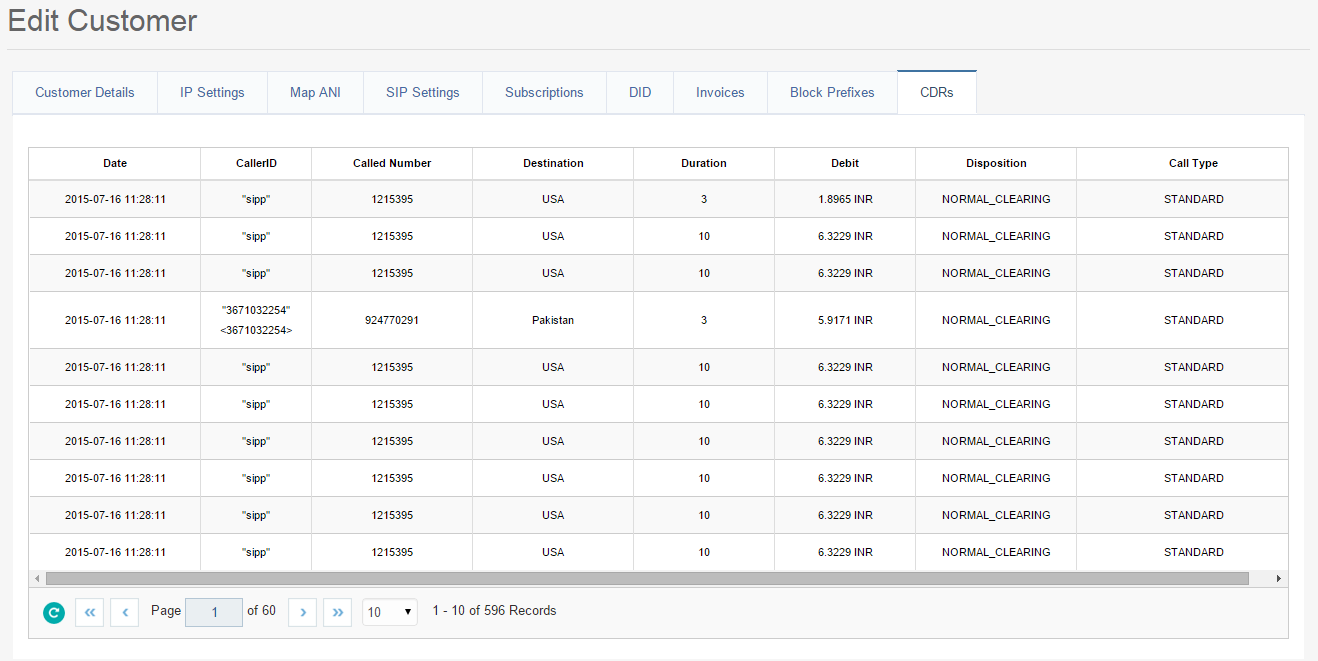 Edit Customer
Customer Details IP Settings Map ANI SIP Settings Subscriptions DID Invoices Block Prefixes CDRs
Date CallerID Called Number Destination Duration Debit Disposition Call Type
2015-07-16 11:28:11 "sipp" 1215395 USA 3 1.8965 INR NORMAL_CLEARING STANDARD
2015-07-16 11:28:11 "sipp" 1215395 USA 10 6.3229 INR NORMAL_CLEARING STANDARD
2015-07-16 11:28:11 "sipp" 1215395 USA 10 6.3229 INR NORMAL_CLEARING STANDARD
2015-07-16 11:28:11 "3671032254" <3671032254> 924770291 Pakistan 3 5.9171 INR NORMAL_CLEARING STANDARD
2015-07-16 11:28:11 "sipp" 1215395 USA 10 6.3229 INR NORMAL_CLEARING STANDARD
2015-07-16 11:28:11 "sipp" 1215395 USA 10 6.3229 INR NORMAL_CLEARING STANDARD
2015-07-16 11:28:11 "sipp" 1215395 USA 10 6.3229 INR NORMAL_CLEARING STANDARD
2015-07-16 11:28:11 "sipp" 1215395 USA 10 6.3229 INR NORMAL_CLEARING STANDARD
2015-07-16 11:28:11 "sipp" 1215395 USA 10 6.3229 INR NORMAL_CLEARING STANDARD
2015-07-16 11:28:11 "sipp" 1215395 USA 10 6.3229 INR NORMAL_CLEARING STANDARD
Page 1 of 60 10 1 - 10 of 596 Records